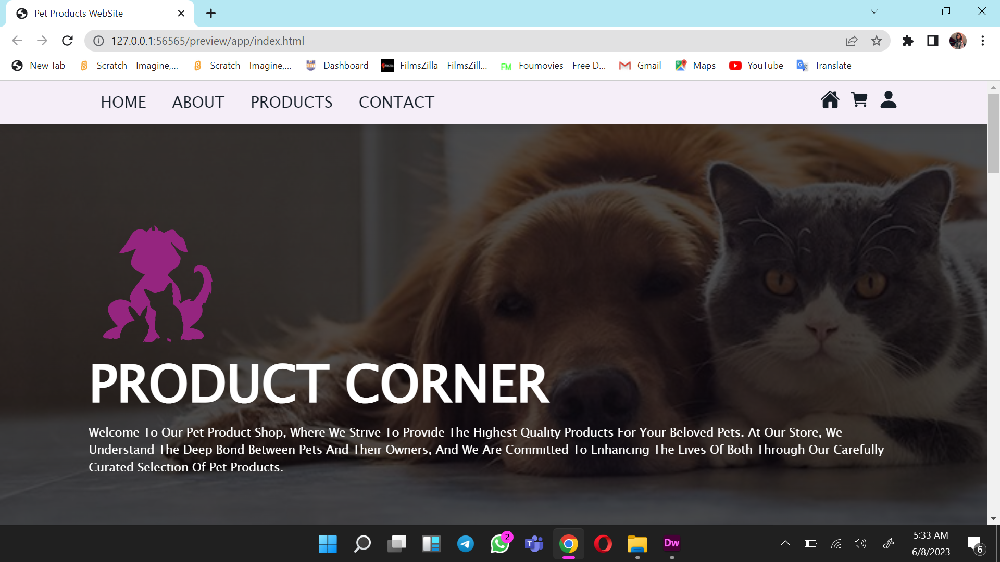 Pet Products WebSite
127.0.0.1:56565/preview/app/index.html
New Tab Scratch - Imagine,... Scratch - Imagine,... Dashboard FilmsZilla - FilmsZill... FM Foumovies - Free D... Gmail Maps YouTube Translate
HOME ABOUT PRODUCTS CONTACT
PRODUCT CORNER
Welcome To Our Pet Product Shop, Where We Strive To Provide The Highest Quality Products For Your Beloved Pets. At Our Store, We
Understand The Deep Bond Between Pets And Their Owners, And We Are Committed To Enhancing The Lives Of Both Through Our Carefully
Curated Selection Of Pet Products.
2 T Dw 5:33 AM
6/8/2023 6